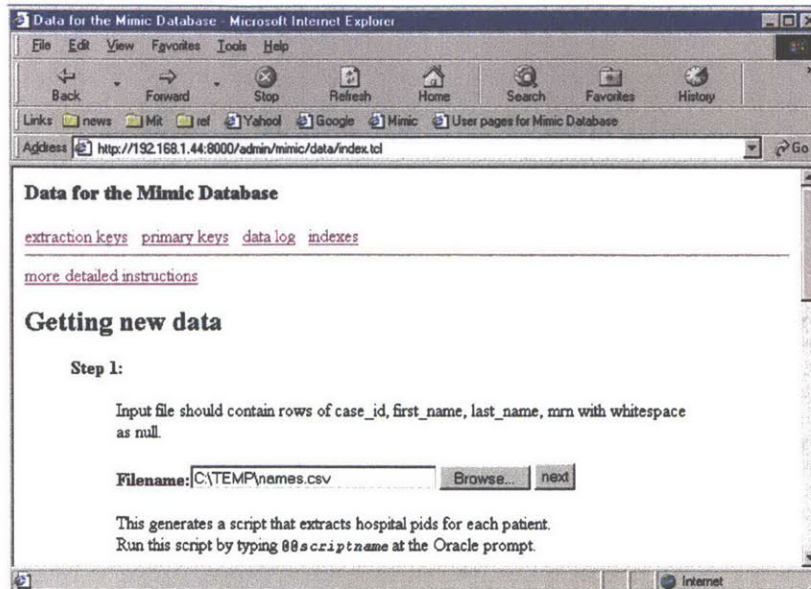 Data for the Mimic Database - Microsoft Internet Explorer
File Edit View Favorites Tools Help
Back Forward Stop Refresh Home Search Favorites History
Links news Mit ref Yahoo! Google Mimic User pages for Mimic Database
Address http://192.168.1.44:8000/admin/mimic/data/index.tcl Go
Data for the Mimic Database
extraction keys primary keys data log indexes
more detailed instructions
Getting new data
Step 1:
Input file should contain rows of case_id, first_name, last_name, mrn with whitespace
as null.
Filename: C:\TEMP\names.csv Browse... next
This generates a script that extracts hospital pids for each patient.
Run this script by typing @@scriptname at the Oracle prompt.
Internet